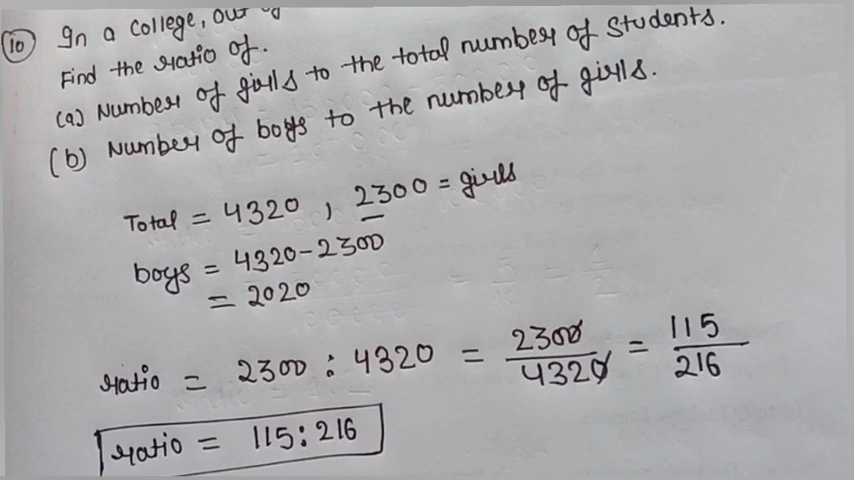 (10) In a college, out of
Find the ratio of.
(a) Number of girls to the total number of students.
(b) Number of boys to the number of girls.
Total = 4320 , 2300 = girls
boys = 4320-2300
= 2020
ratio = 2300 : 4320 = 2300/4320 = 115/216
ratio = 115:216